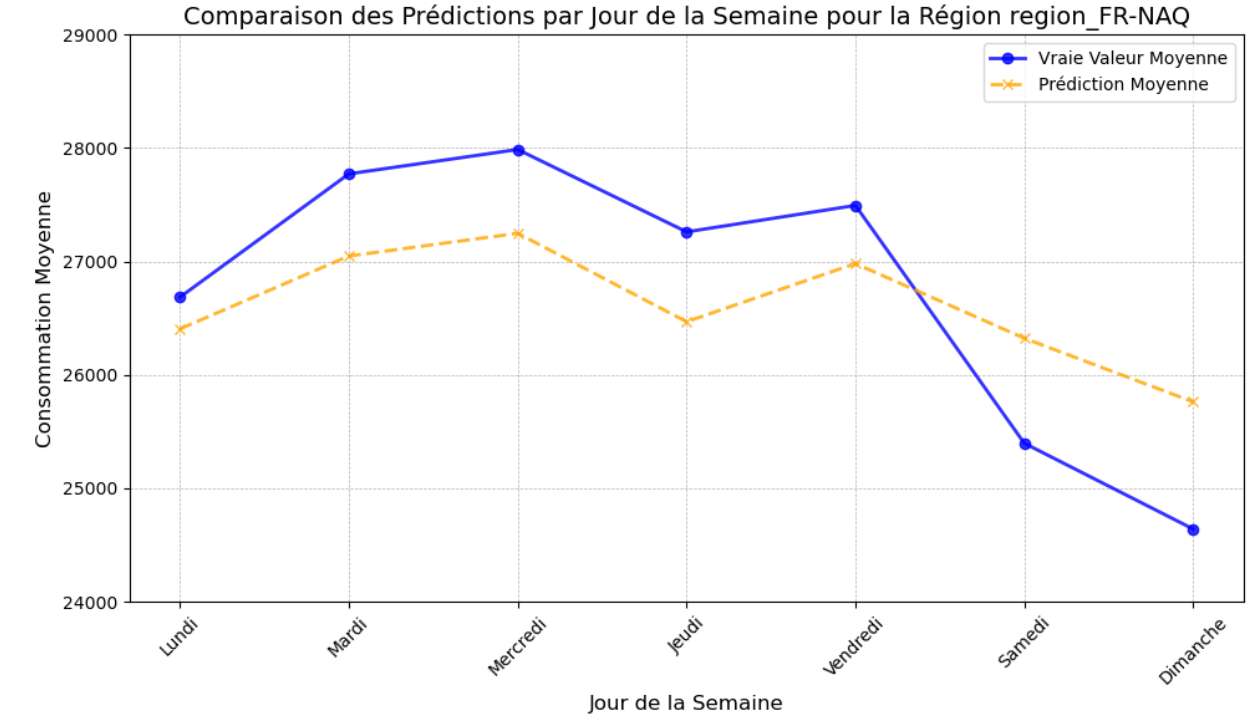 Comparaison des Prédictions par Jour de la Semaine pour la Région region_FR-NAQ
Vraie Valeur Moyenne
Prédiction Moyenne
Consommation Moyenne
29000
28000
27000
26000
25000
24000
Lundi
Mardi
Mercredi
Jeudi
Vendredi
Samedi
Dimanche
Jour de la Semaine